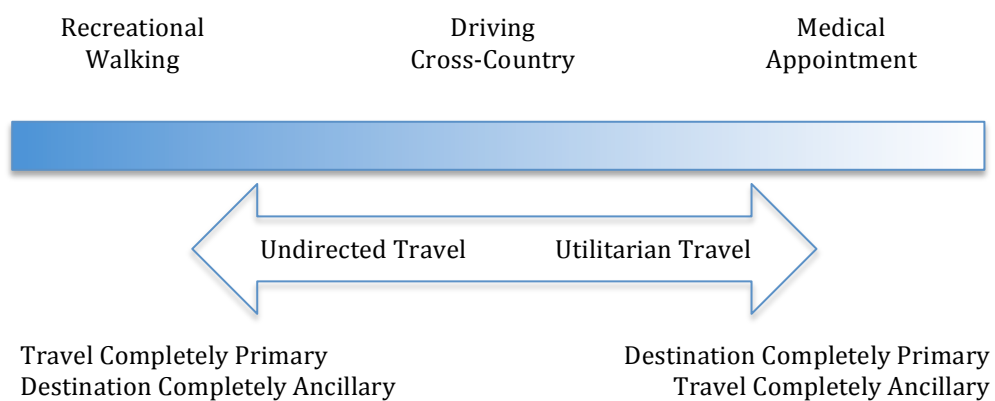 Recreational
Walking
Driving
Cross-Country
Medical
Appointment
Undirected Travel
Utilitarian Travel
Travel Completely Primary
Destination Completely Ancillary
Destination Completely Primary
Travel Completely Ancillary